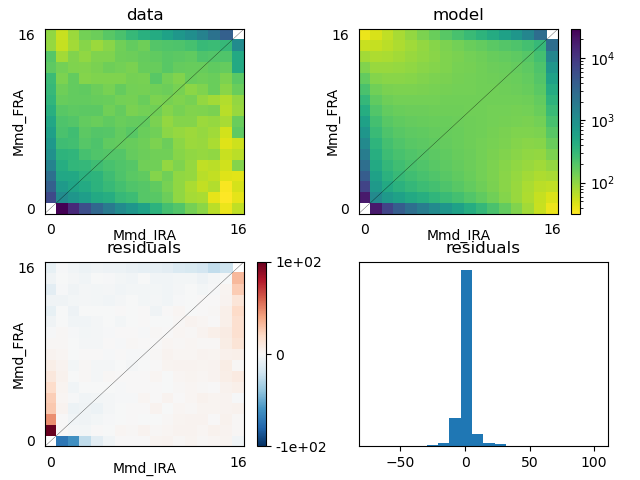 data
model
16
Mmd_FRA
0
0
Mmd_IRA
16
16
Mmd_FRA
0
0
Mmd_IRA
16
10^4
10^3
10^2
residuals
residuals
16
Mmd_FRA
0
0
Mmd_IRA
16
1e+02
0
-1e+02
−50
0
50
100